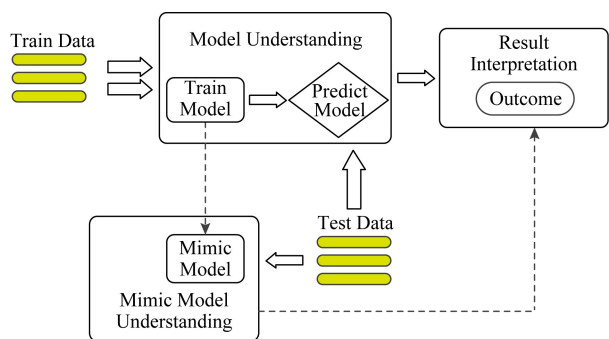 Train Data
Model Understanding
Train
Model
Predict
Model
Result
Interpretation
Outcome
Test Data
Mimic
Model
Mimic Model
Understanding